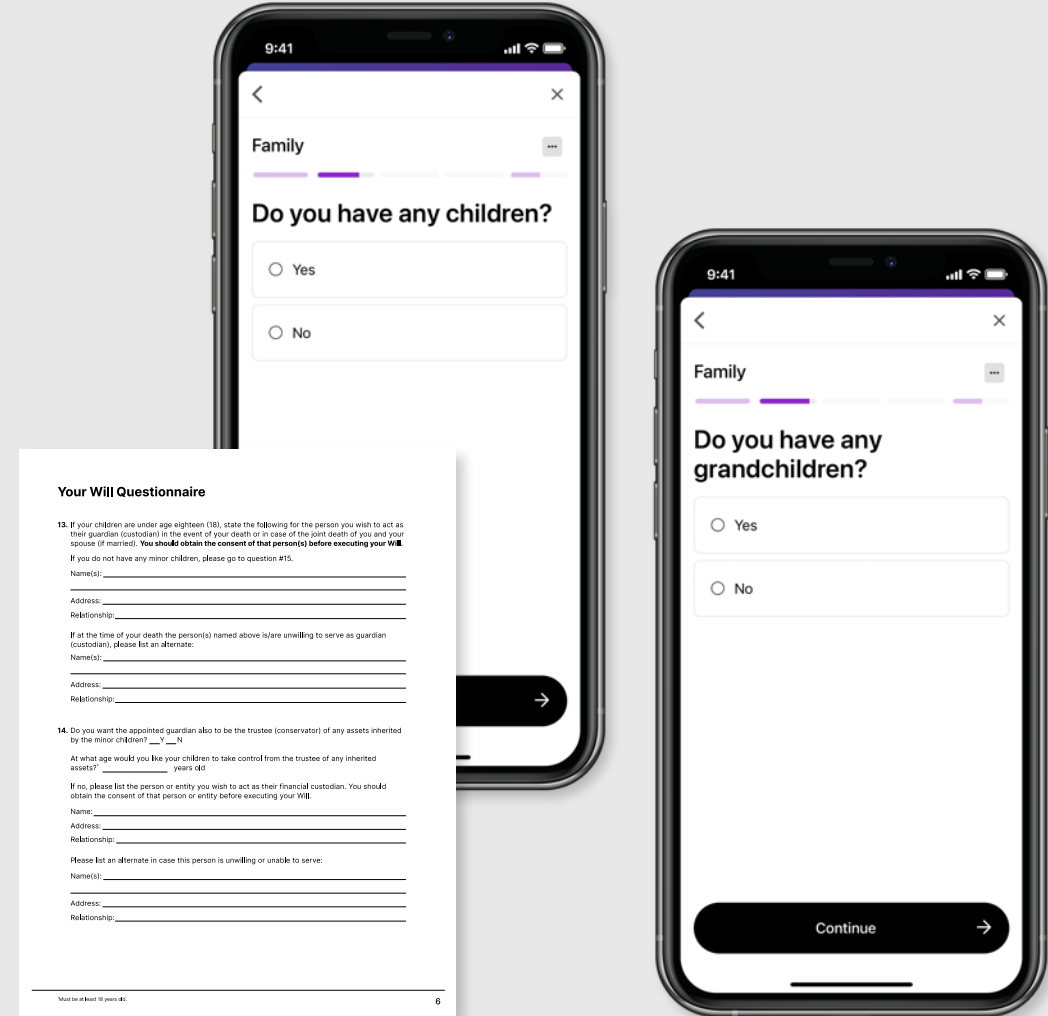 9:41
Family
Do you have any children?
Yes
No
9:41
Family
Do you have any
grandchildren?
Yes
No
Continue
Your Will Questionnaire
13. If your children are under age eighteen (18), state the following for the person you wish to act as
their guardian (custodian) in the event of your death or in case of the joint death of you and your
spouse (if married). You should obtain the consent of that person(s) before executing your Will.
If you do not have any minor children, please go to question #15.
Name(s):
Address:
Relationship:
If at the time of your death the person(s) named above is/are unwilling to serve as guardian
(custodian), please list an alternate:
Name(s):
Address:
Relationship:
14. Do you want the appointed guardian also to be the trustee (conservator) of any assets inherited
by the minor children? __Y __N
At what age would you like your children to take control from the trustee of any inherited
assets?* ____________ years old
If no, please list the person or entity you wish to act as their financial custodian. You should
obtain the consent of that person or entity before executing your Will.
Name:
Address:
Relationship:
Please list an alternate in case this person is unwilling or unable to serve:
Name(s):
Address:
Relationship:
*Must be at least 18 years old.
6